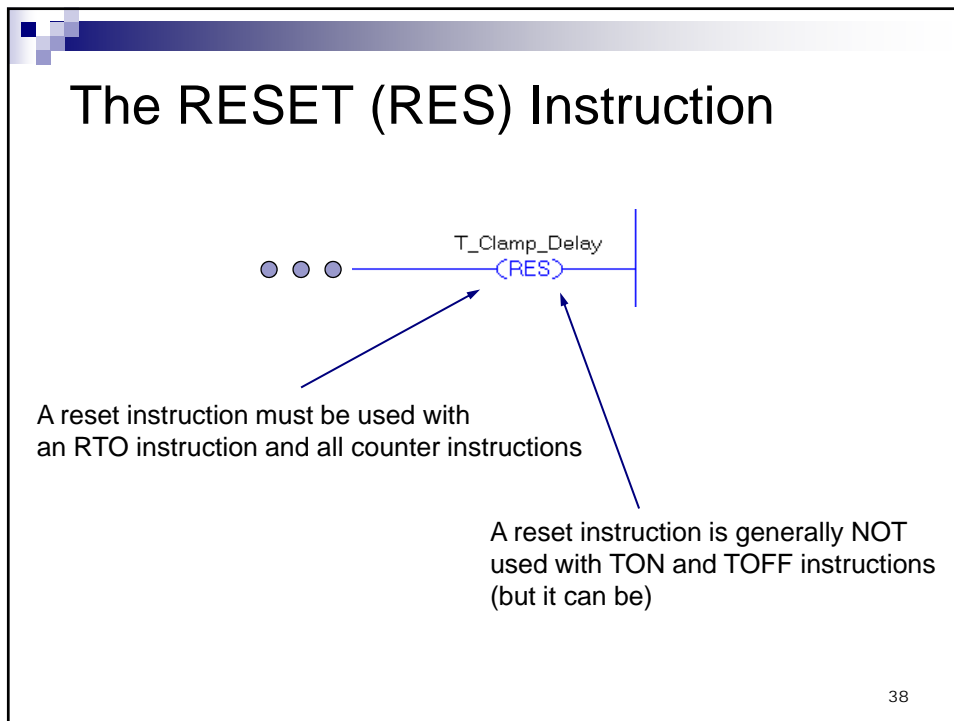 The RESET (RES) Instruction
T_Clamp_Delay
(RES)
A reset instruction must be used with
an RTO instruction and all counter instructions
A reset instruction is generally NOT
used with TON and TOFF instructions
(but it can be)
38